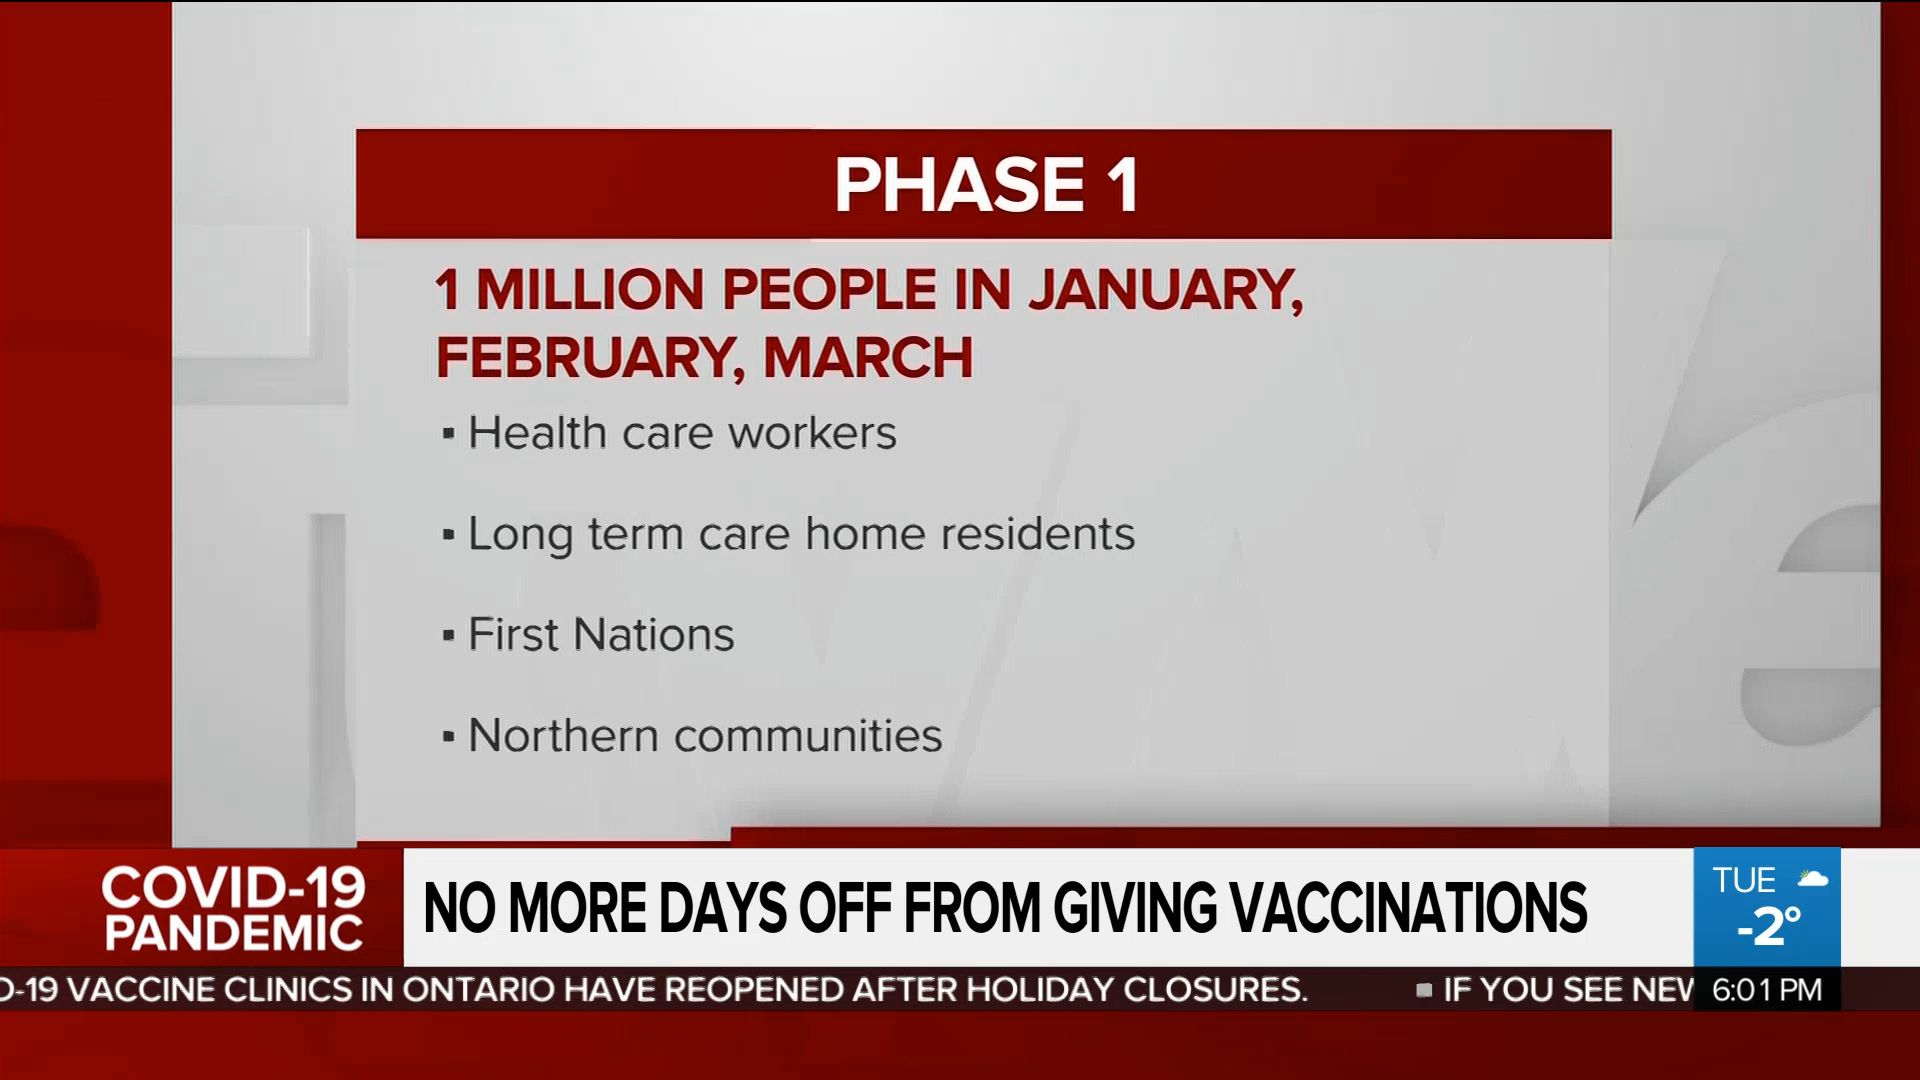 PHASE 1
1 MILLION PEOPLE IN JANUARY,
FEBRUARY, MARCH
▪ Health care workers
▪ Long term care home residents
▪ First Nations
▪ Northern communities
COVID-19
PANDEMIC
NO MORE DAYS OFF FROM GIVING VACCINATIONS
TUE
-2°
-19 VACCINE CLINICS IN ONTARIO HAVE REOPENED AFTER HOLIDAY CLOSURES. ▪ IF YOU SEE
6:01 PM